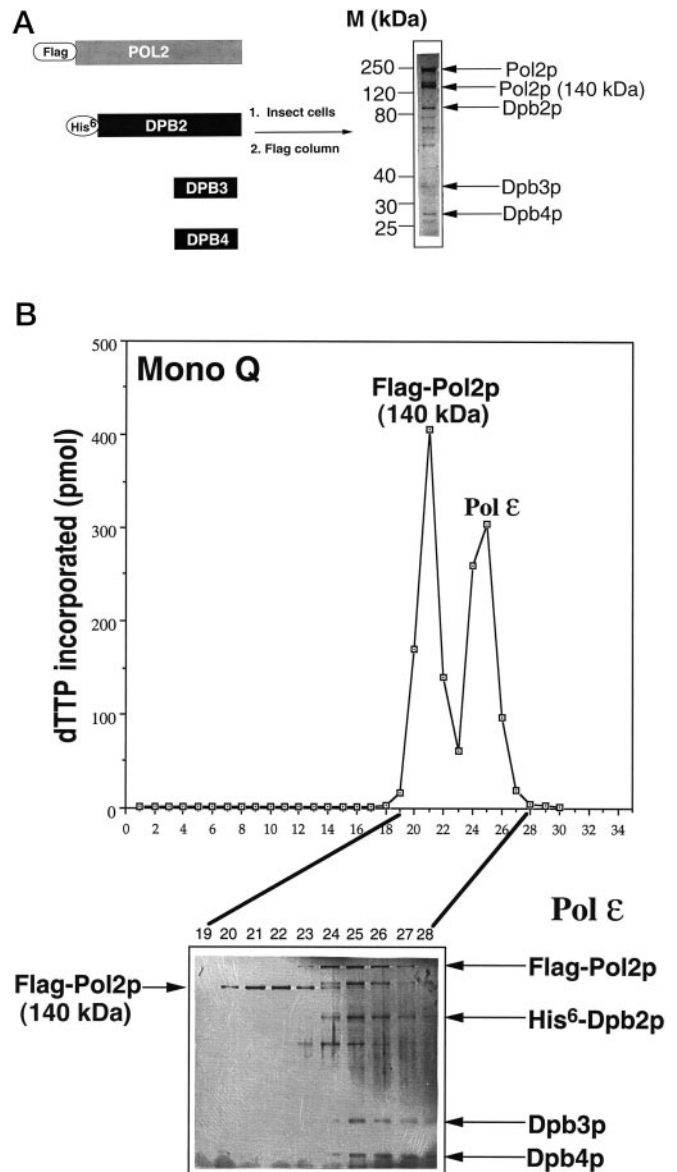 A
M (kDa)
Flag
POL2
His6
DPB2
1. Insect cells
2. Flag column
DPB3
DPB4
250
120
80
40
30
25
Pol2p
Pol2p (140 kDa)
Dpb2p
Dpb3p
Dpb4p
B
Mono Q
dTTP incorporated (pmol)
500
400
300
200
100
0
Flag-Pol2p
(140 kDa)
Pol ε
0 2 4 6 8 10 12 14 16 18 20 22 24 26 28 30 32 34
Pol ε
19 20 21 22 23 24 25 26 27 28
Flag-Pol2p
(140 kDa)
Flag-Pol2p
His6-Dpb2p
Dpb3p
Dpb4p